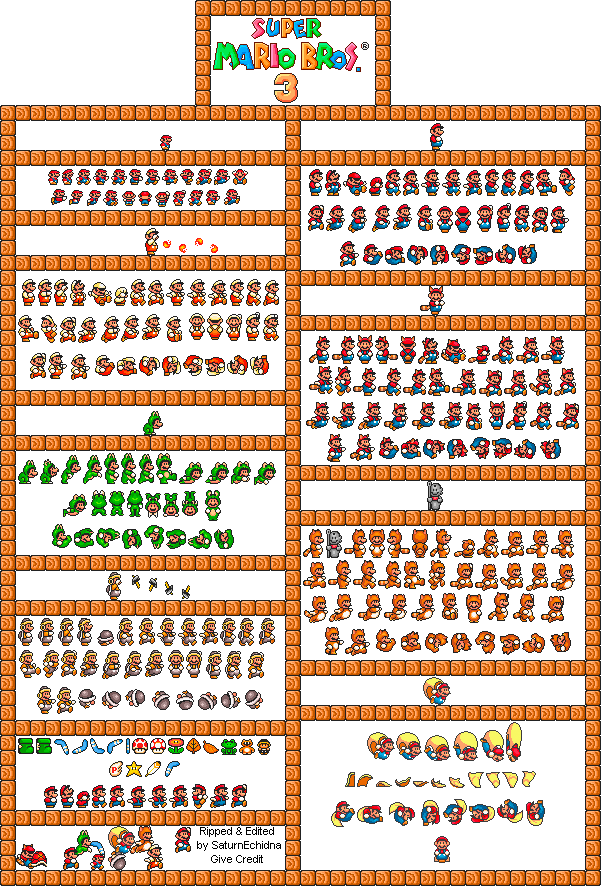 SUPER
MARIO BROS.®
3
Ripped & Edited
by SaturnEchidna
Give Credit